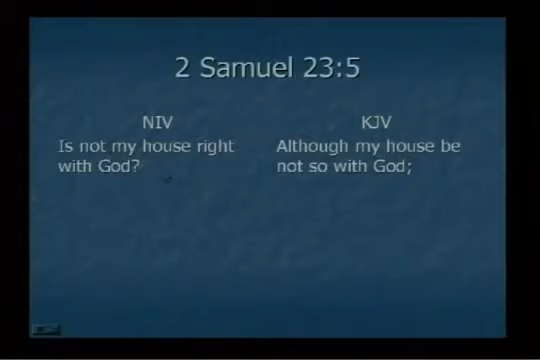 2 Samuel 23:5
NIV
Is not my house right
with God?
KJV
Although my house be
not so with God;